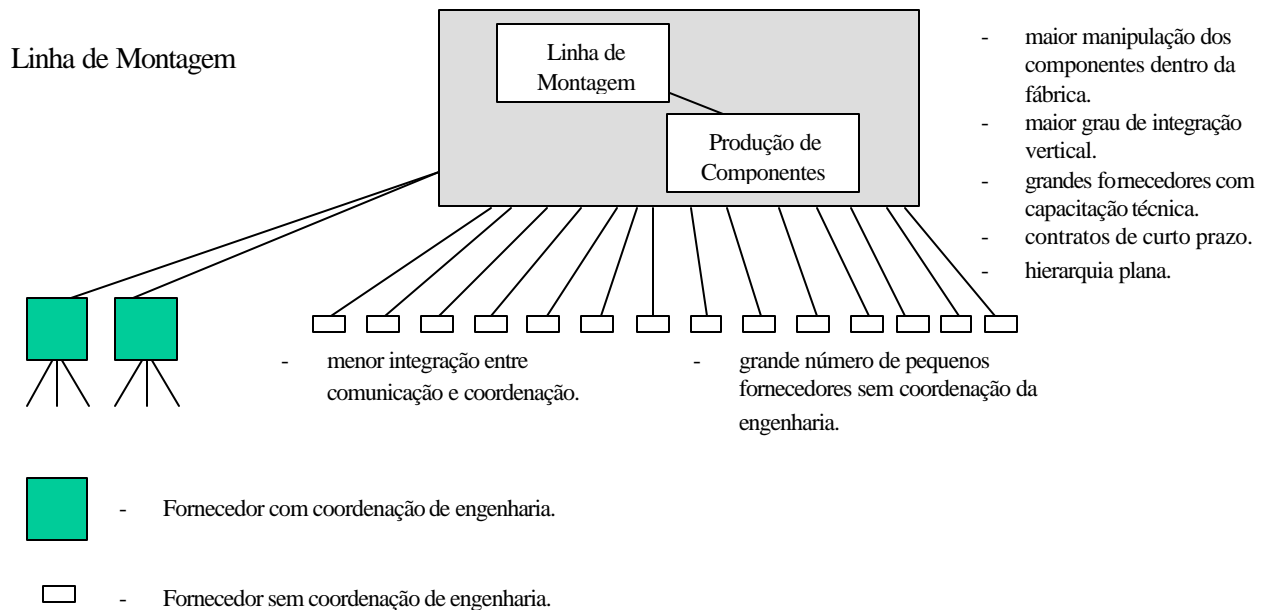 Linha de Montagem
Linha de
Montagem
Produção de
Componentes
- maior manipulação dos
componentes dentro da
fábrica.
- maior grau de integração
vertical.
- grandes fornecedores com
capacitação técnica.
- contratos de curto prazo.
- hierarquia plana.
- menor integração entre
comunicação e coordenação.
- grande número de pequenos
fornecedores sem coordenação da
engenharia.
- Fornecedor com coordenação de engenharia.
- Fornecedor sem coordenação de engenharia.